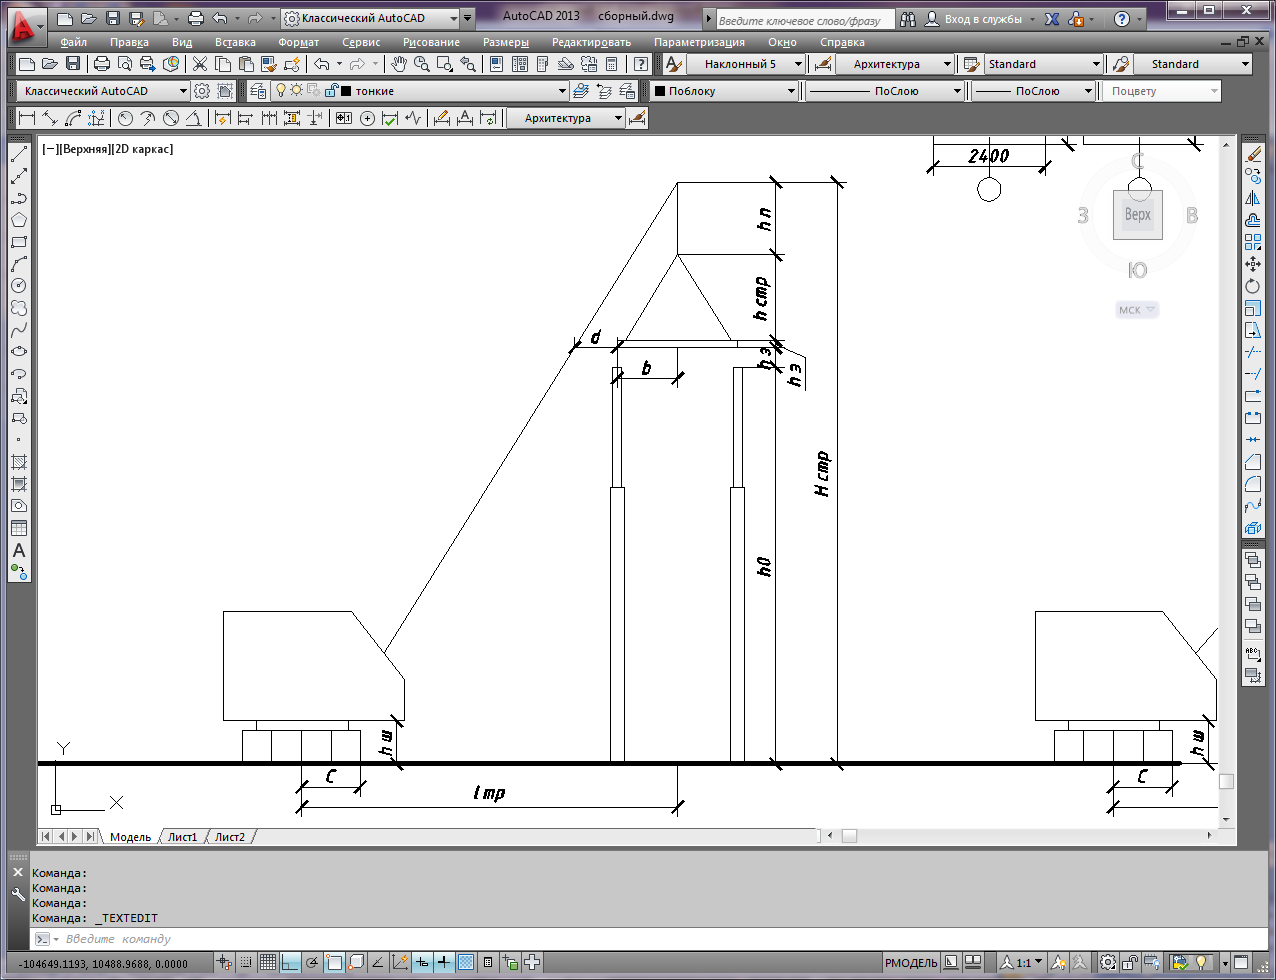 AutoCAD 2013 сборный.dwg
Классический AutoCAD
Введите ключевое слово/фразу
Вход в службы
Файл Правка Вид Вставка Формат Сервис Рисование Размеры Редактировать Параметризация Окно Справка
Наклонный 5 Архитектура Standard Standard
Классический AutoCAD тонкие Поблоку ПоСлою ПоСлою Поцвету
Архитектура
[−][Верхняя][2D каркас]
2400
С
З Верх В
Ю
МСК
h п
h стр
d
h э
h э
b
H стр
h0
h ш
h ш
C
C
l тр
Y
X
A
ABC
Модель Лист1 Лист2
Команда:
Команда:
Команда:
Команда: _TEXTEDIT
Введите команду
-104649.1193, 10488.9688, 0.0000
РМОДЕЛЬ 1:1